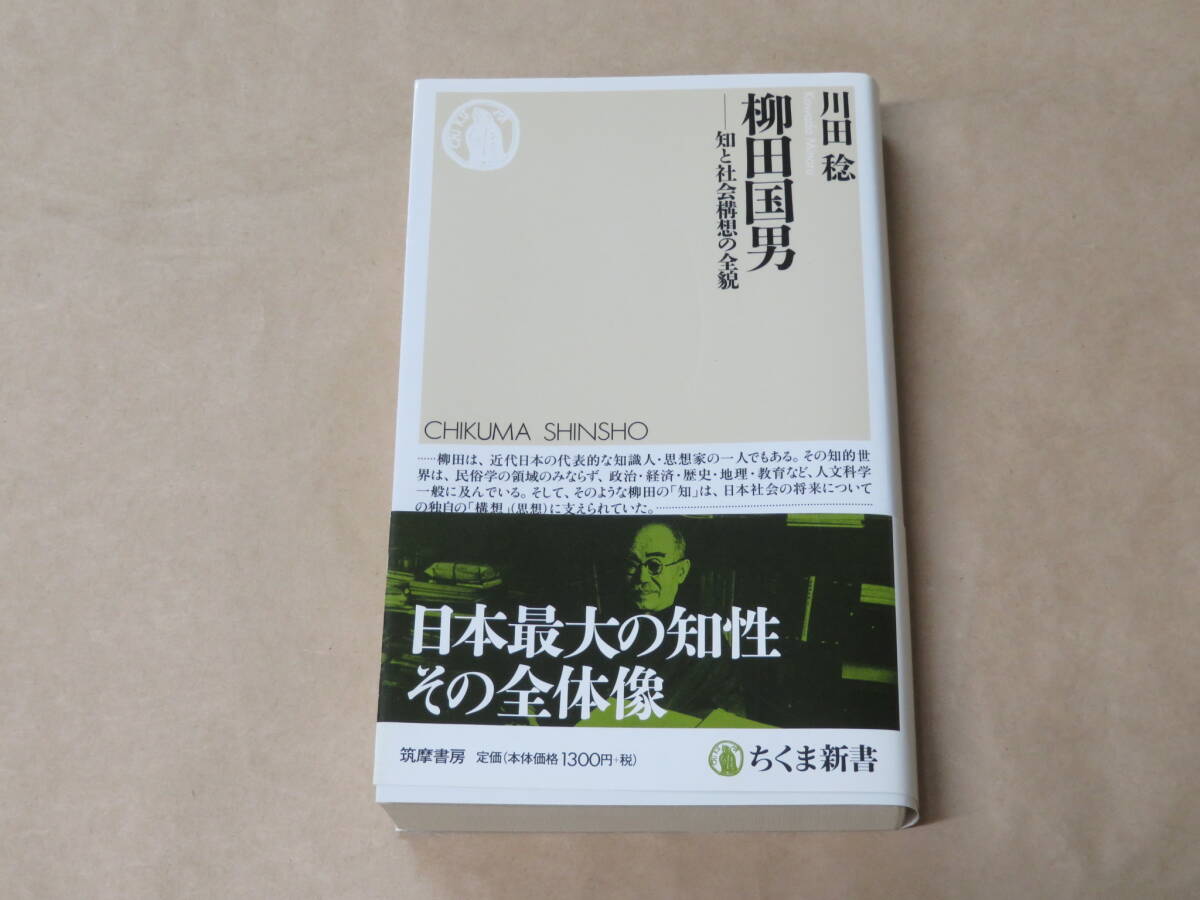 川田 稔
Kawada Minoru
柳田国男
――知と社会構想の全貌
CHIKUMA SHINSHO
……柳田は、近代日本の代表的な知識人・思想家の一人でもある。その知的世
界は、民俗学の領域のみならず、政治・経済・歴史・地理・教育など、人文科学
一般に及んでいる。そして、そのような柳田の「知」は、日本社会の将来について
の独自の「構想」(思想)に支えられていた。……………………
日本最大の知性
その全体像
筑摩書房 定価(本体価格1300円+税)
ちくま新書